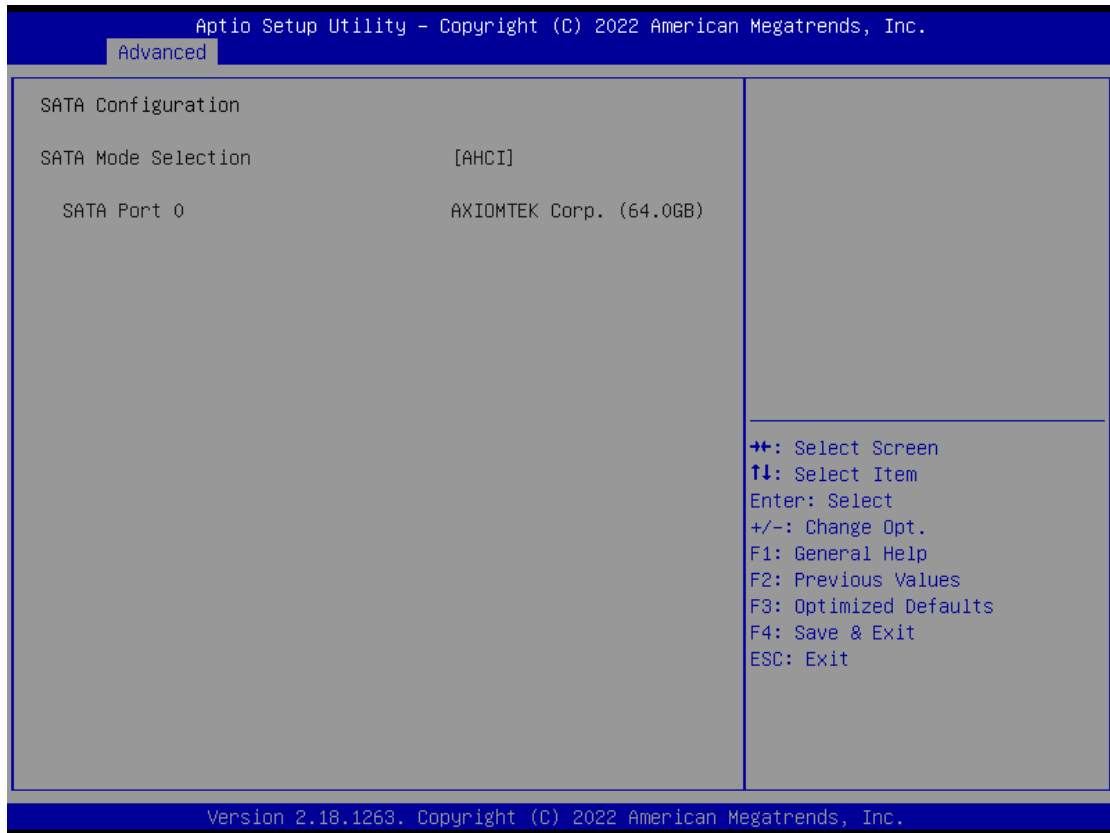 Aptio Setup Utility – Copyright (C) 2022 American Megatrends, Inc.
Advanced
SATA Configuration
SATA Mode Selection [AHCI]
SATA Port 0 AXIOMTEK Corp. (64.0GB)
→←: Select Screen
↑↓: Select Item
Enter: Select
+/-: Change Opt.
F1: General Help
F2: Previous Values
F3: Optimized Defaults
F4: Save & Exit
ESC: Exit
Version 2.18.1263. Copyright (C) 2022 American Megatrends, Inc.